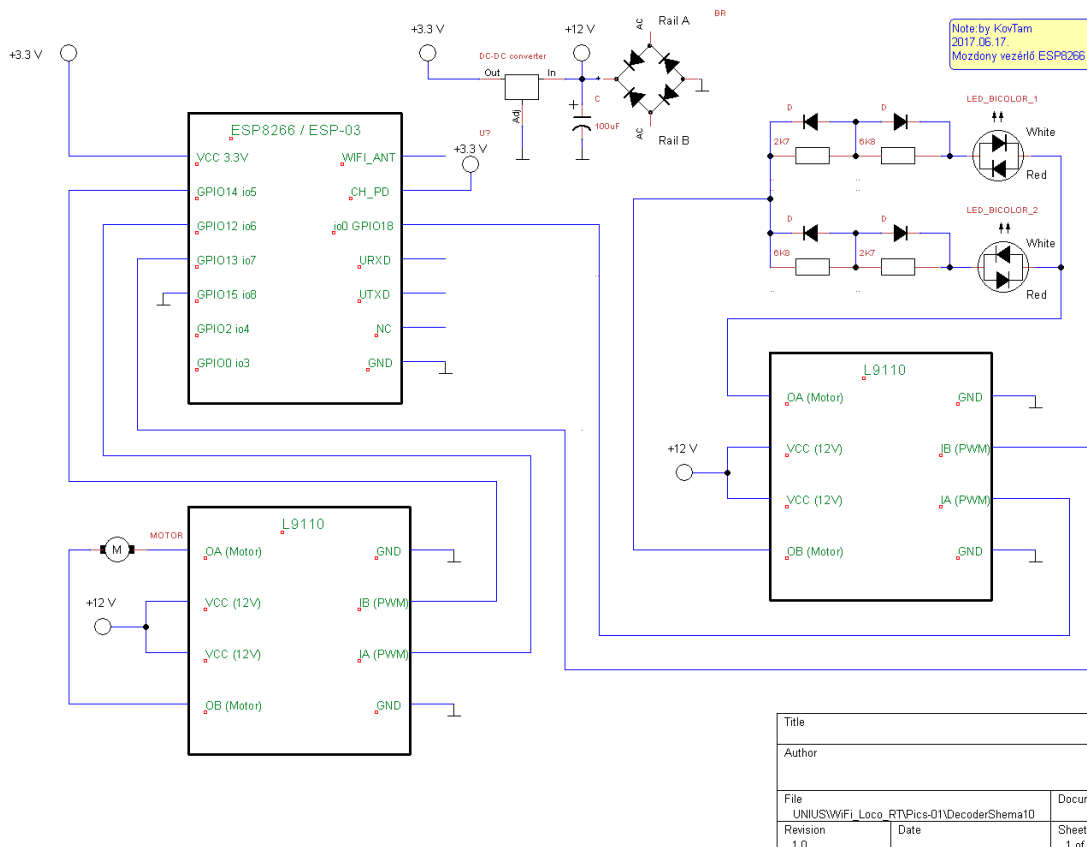 +3.3 V
+3.3 V
+12 V
Rail A
BR
AC
DC-DC converter
Out
In
Adj
U?
+
+
C
100uF
AC
Rail B
Note:by KovTam
2017.06.17.
Mozdony vezérlő ESP8266
ESP8266 / ESP-03
VCC 3.3V
GPIO14 io5
GPIO12 io6
GPIO13 io7
GPIO15 io8
GPIO2 io4
GPIO0 io3
WIFI_ANT
CH_PD
io0 GPIO18
URXD
UTXD
NC
GND
+3.3 V
D
D
LED_BICOLOR_1
2K7
6K8
White
Red
..
..
D
D
LED_BICOLOR_2
6K8
2K7
White
Red
..
..
L9110
OA (Motor)
VCC (12V)
VCC (12V)
OB (Motor)
GND
IB (PWM)
IA (PWM)
GND
+12 V
MOTOR
M
+12 V
L9110
OA (Motor)
VCC (12V)
VCC (12V)
OB (Motor)
GND
IB (PWM)
IA (PWM)
GND
Title
Author
File
UNIUS\WiFi_Loco_RT\Pics-01\DecoderShema10
Docum
Revision
1.0
Date
Sheet
1 of